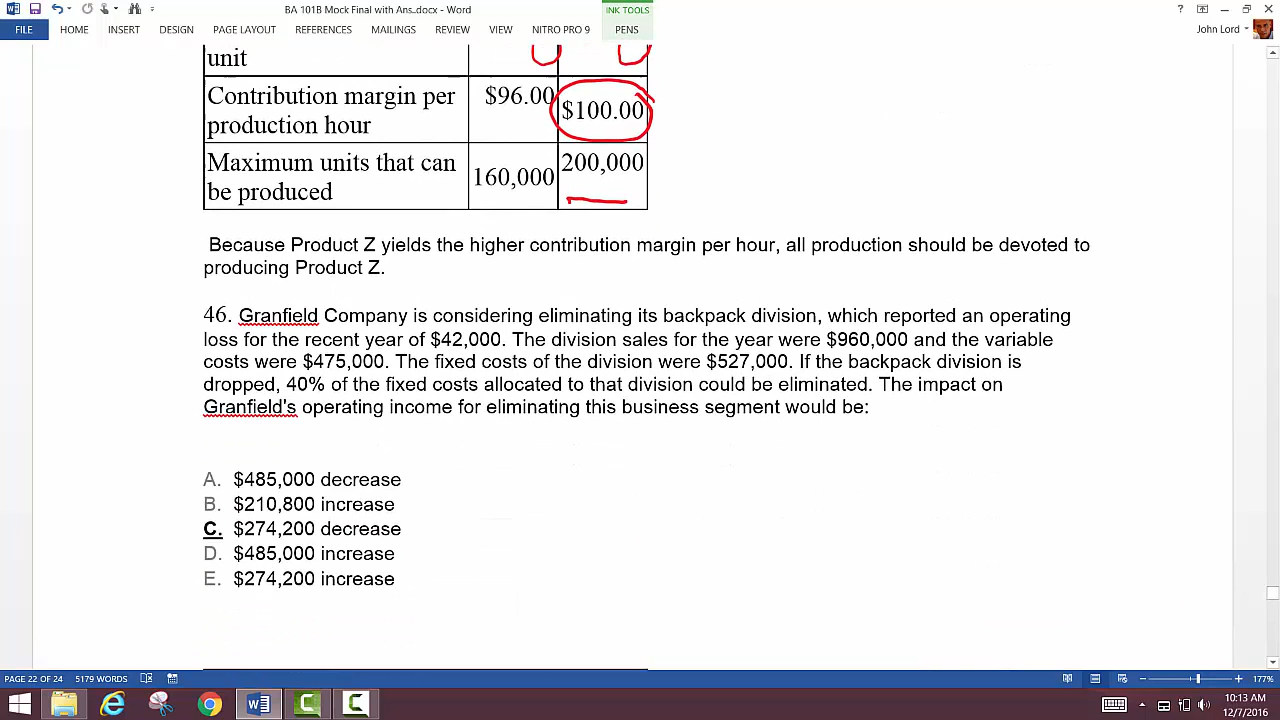 BA 101B Mock Final with Ans..docx - Word
INK TOOLS
FILE HOME INSERT DESIGN PAGE LAYOUT REFERENCES MAILINGS REVIEW VIEW NITRO PRO 9 PENS
John Lord
unit
Contribution margin per production hour $96.00 $100.00
Maximum units that can be produced 160,000 200,000
Because Product Z yields the higher contribution margin per hour, all production should be devoted to
producing Product Z.
46. Granfield Company is considering eliminating its backpack division, which reported an operating
loss for the recent year of $42,000. The division sales for the year were $960,000 and the variable
costs were $475,000. The fixed costs of the division were $527,000. If the backpack division is
dropped, 40% of the fixed costs allocated to that division could be eliminated. The impact on
Granfield's operating income for eliminating this business segment would be:
A. $485,000 decrease
B. $210,800 increase
C. $274,200 decrease
D. $485,000 increase
E. $274,200 increase
PAGE 22 OF 24 5179 WORDS 177%
10:13 AM
12/7/2016